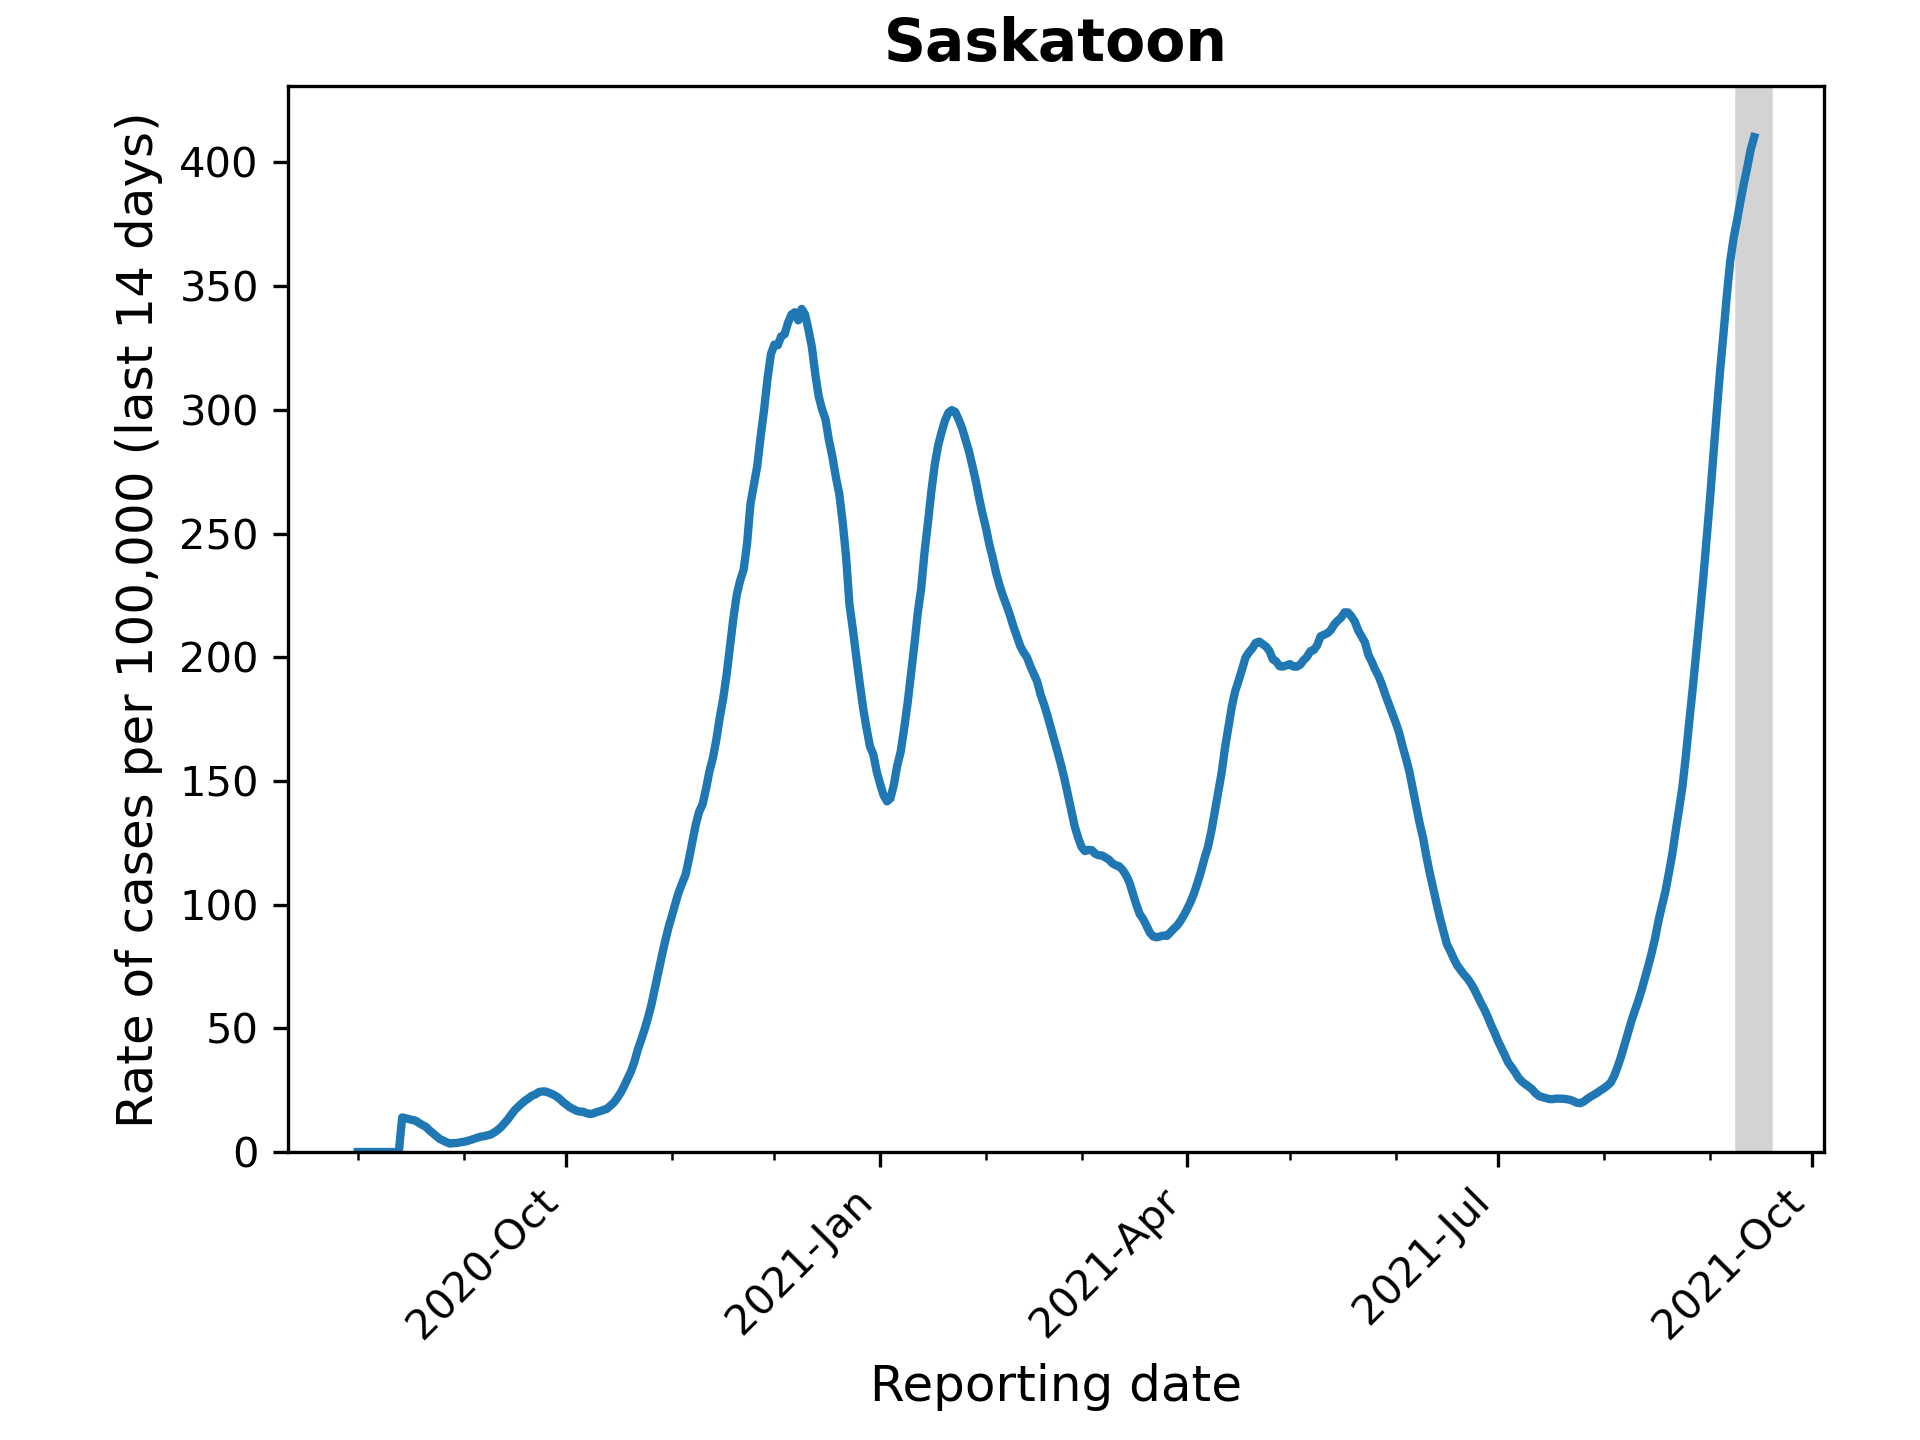 Saskatoon
Rate of cases per 100,000 (last 14 days)
400
350
300
250
200
150
100
50
0
2020-Oct
2021-Jan
2021-Apr
2021-Jul
2021-Oct
Reporting date